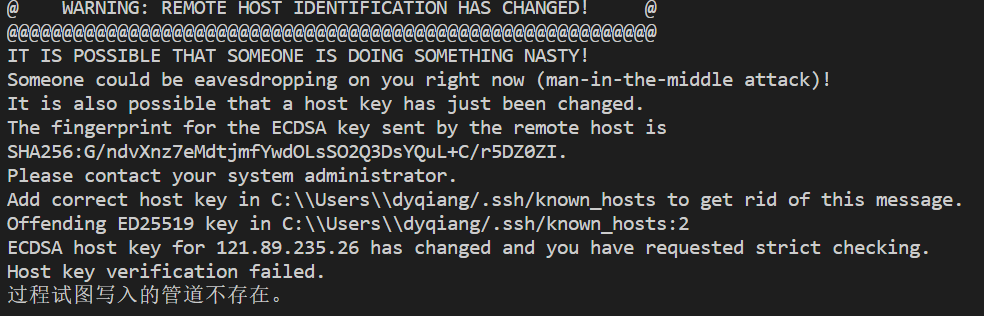 @    WARNING: REMOTE HOST IDENTIFICATION HAS CHANGED!     @
@@@@@@@@@@@@@@@@@@@@@@@@@@@@@@@@@@@@@@@@@@@@@@@@@@@@@@@@@@@
IT IS POSSIBLE THAT SOMEONE IS DOING SOMETHING NASTY!
Someone could be eavesdropping on you right now (man-in-the-middle attack)!
It is also possible that a host key has just been changed.
The fingerprint for the ECDSA key sent by the remote host is
SHA256:G/ndvXnz7eMdtjmfYwdOLsSO2Q3DsYQuL+C/r5DZ0ZI.
Please contact your system administrator.
Add correct host key in C:\\Users\\dyqiang/.ssh/known_hosts to get rid of this message.
Offending ED25519 key in C:\\Users\\dyqiang/.ssh/known_hosts:2
ECDSA host key for 121.89.235.26 has changed and you have requested strict checking.
Host key verification failed.
过程试图写入的管道不存在。